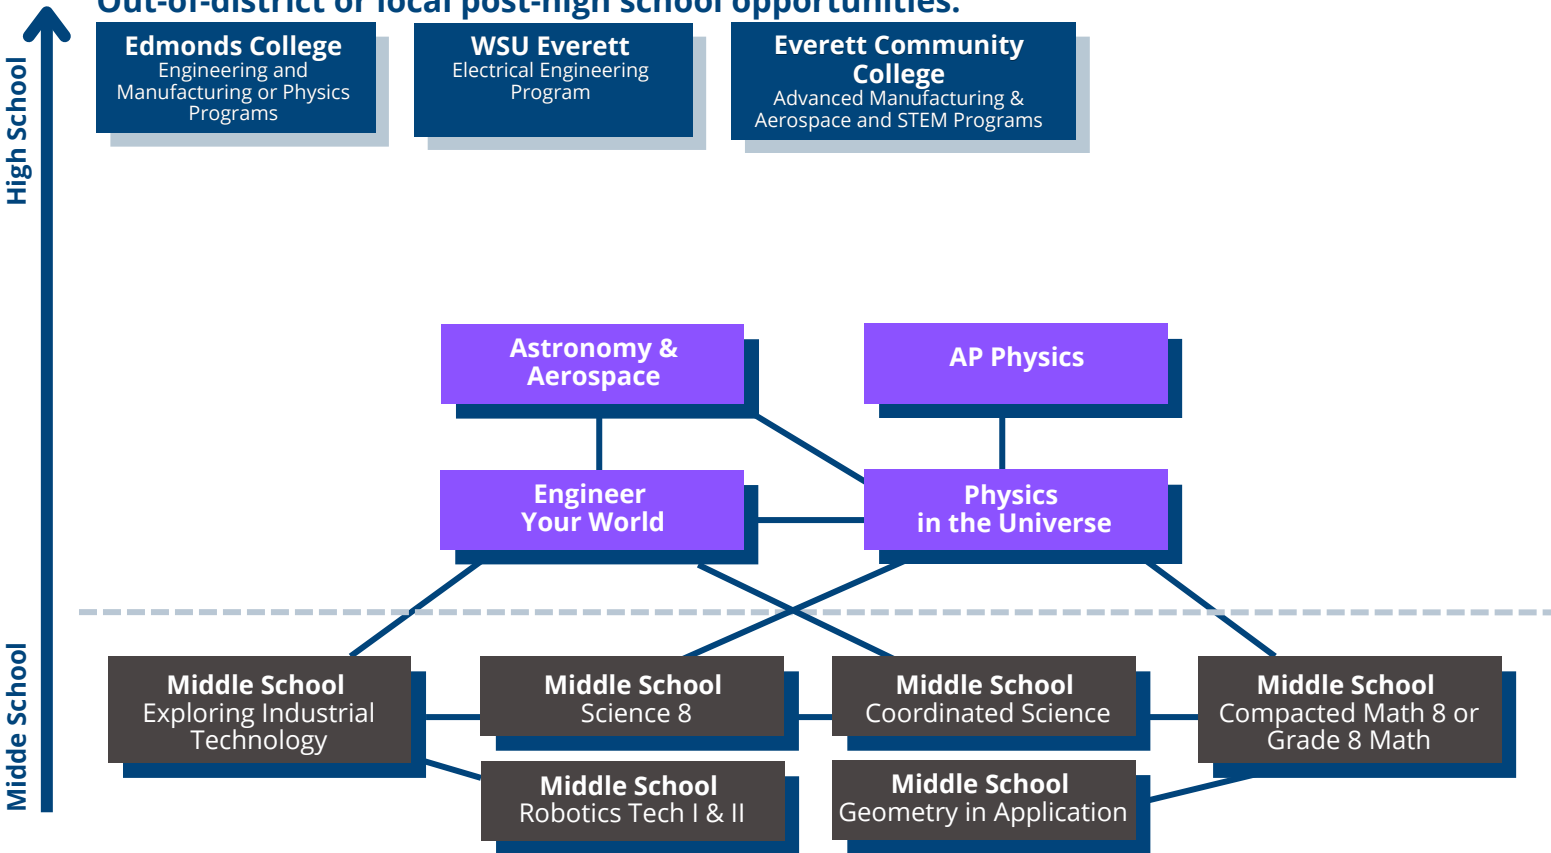 Out-of-district or local post-high school opportunities:
Edmonds College
Engineering and
Manufacturing or Physics
Programs
WSU Everett
Electrical Engineering
Program
Everett Community
College
Advanced Manufacturing &
Aerospace and STEM Programs
High School
Astronomy &
Aerospace
AP Physics
Engineer
Your World
Physics
in the Universe
Midde School
Middle School
Exploring Industrial
Technology
Middle School
Science 8
Middle School
Coordinated Science
Middle School
Compacted Math 8 or
Grade 8 Math
Middle School
Robotics Tech I & II
Middle School
Geometry in Application